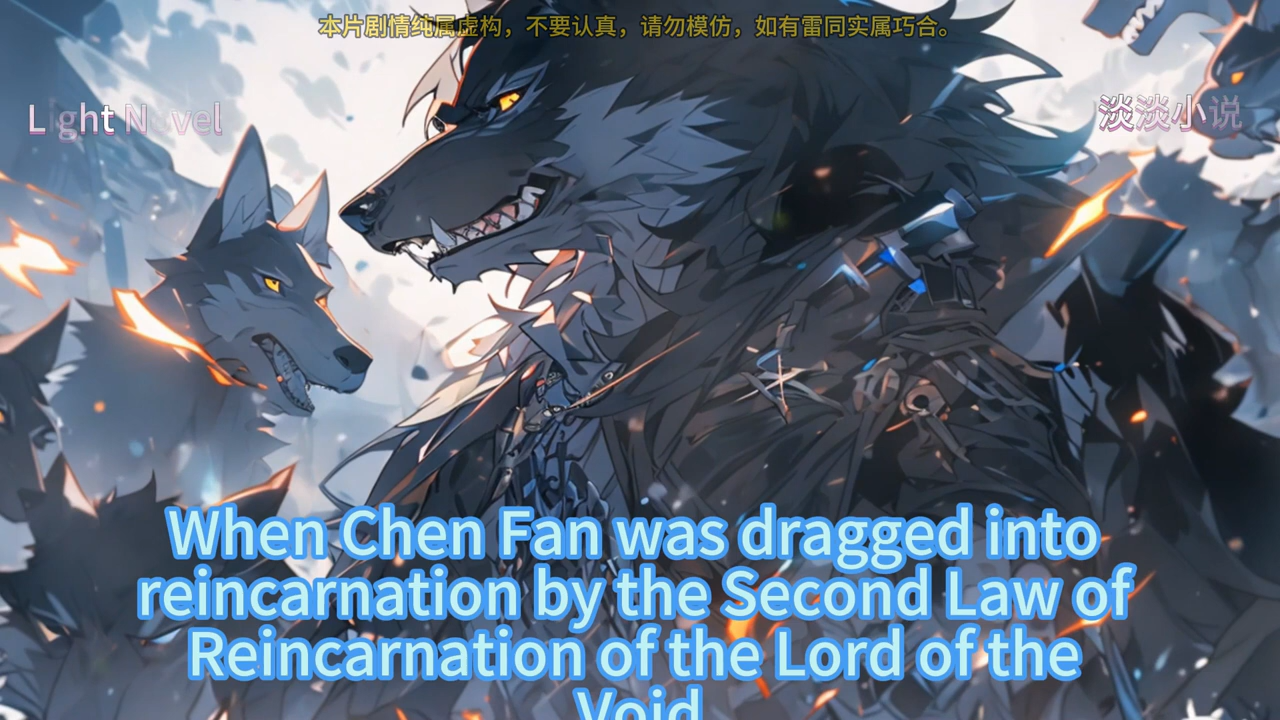 本片剧情纯属虚构，不要认真，请勿模仿，如有雷同实属巧合。
Light Novel
淡淡小说
When Chen Fan was dragged into
reincarnation by the Second Law of
Reincarnation of the Lord of the
Void